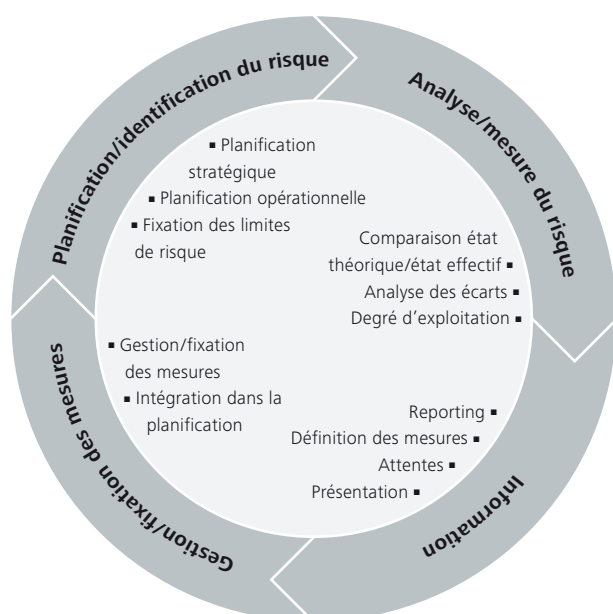 Planification/identification du risque
Analyse/mesure du risque
▪ Planification
stratégique
▪ Planification opérationnelle
▪ Fixation des limites
de risque
Comparaison état
théorique/état effectif ▪
Analyse des écarts ▪
Degré d’exploitation ▪
▪ Gestion/fixation
des mesures
▪ Intégration dans la
planification
Reporting ▪
Définition des mesures ▪
Attentes ▪
Présentation ▪
Gestion/fixation des mesures
Information